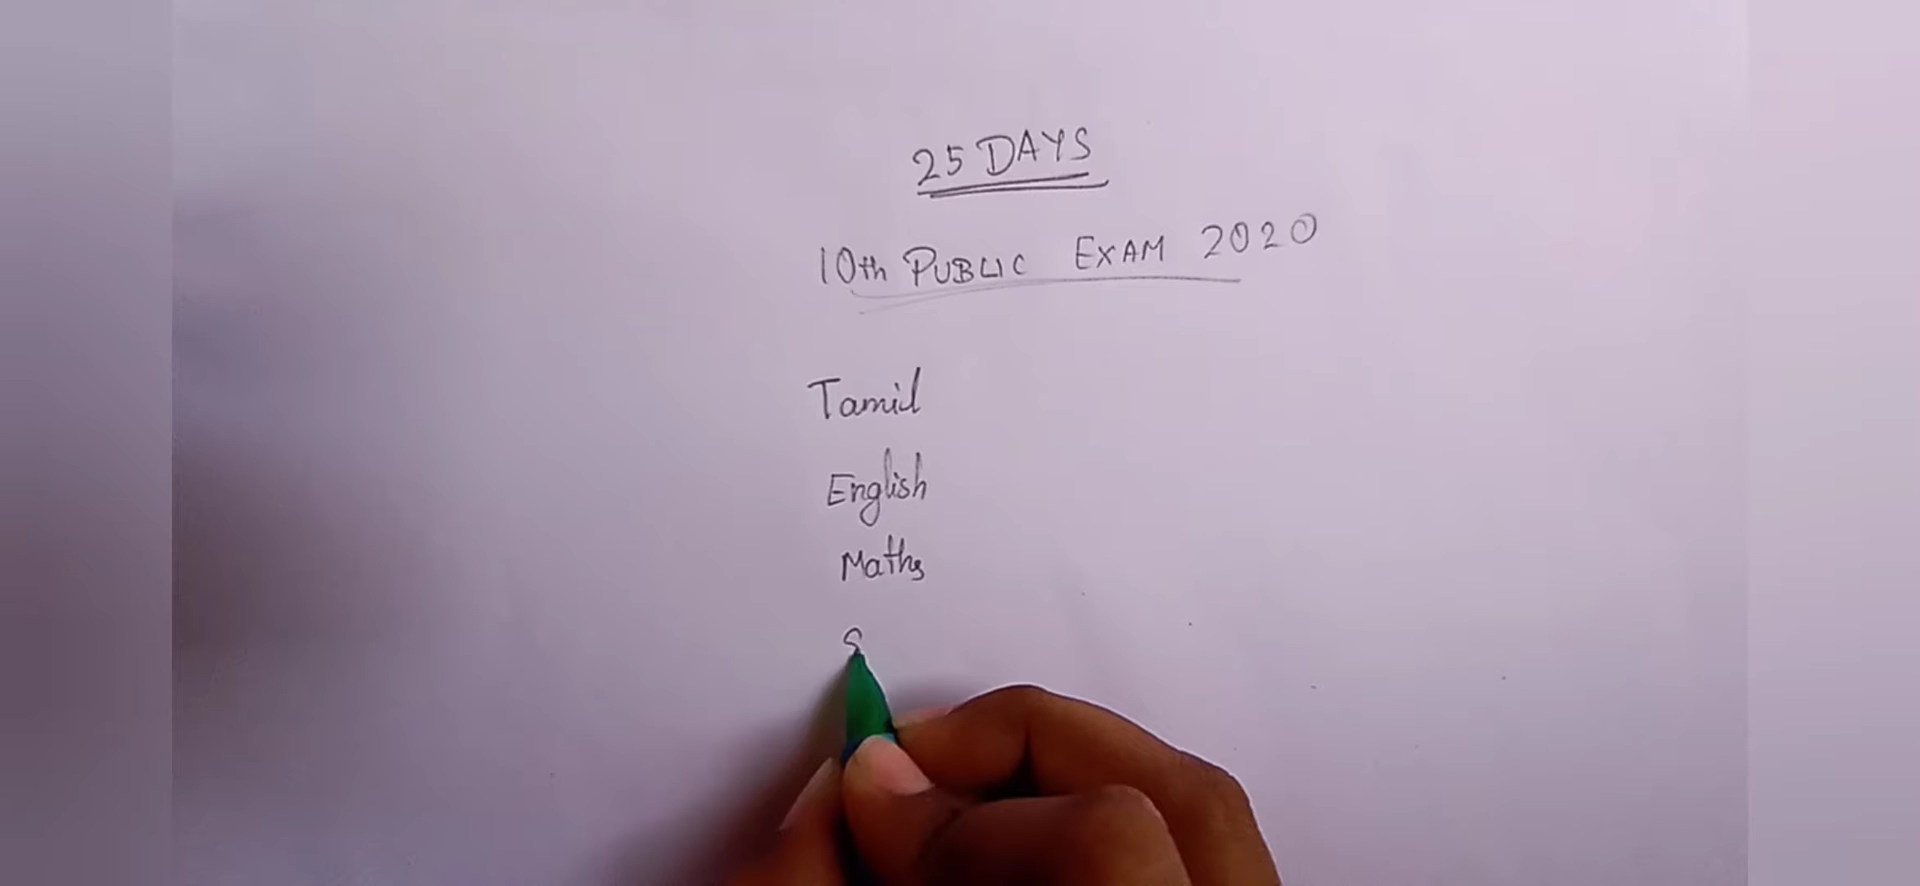 25 DAYS
10th PUBLIC EXAM 2020
Tamil
English
Maths
S